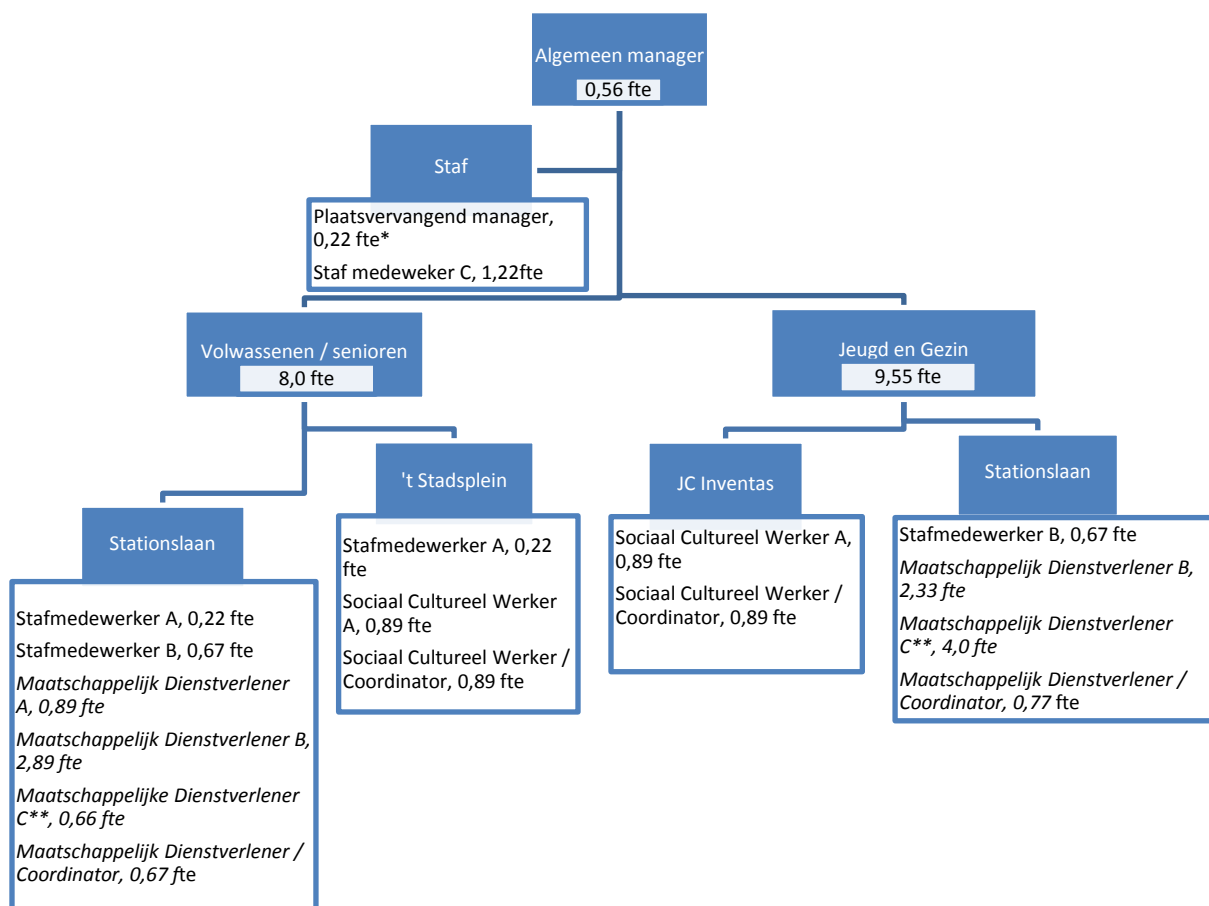 Algemeen manager
0,56 fte
Staf
Plaatsvervangend manager,
0,22 fte*
Staf medeweker C, 1,22fte
Volwassenen / senioren
8,0 fte
Jeugd en Gezin
9,55 fte
Stationslaan
Stafmedewerker A, 0,22 fte
Stafmedewerker B, 0,67 fte
Maatschappelijk Dienstverlener
A, 0,89 fte
Maatschappelijk Dienstverlener B,
2,89 fte
Maatschappelijke Dienstverlener
C**, 0,66 fte
Maatschappelijk Dienstverlener /
Coordinator, 0,67 fte
't Stadsplein
Stafmedewerker A, 0,22
fte
Sociaal Cultureel Werker
A, 0,89 fte
Sociaal Cultureel Werker /
Coordinator, 0,89 fte
JC Inventas
Sociaal Cultureel Werker A,
0,89 fte
Sociaal Cultureel Werker /
Coordinator, 0,89 fte
Stationslaan
Stafmedewerker B, 0,67 fte
Maatschappelijk Dienstverlener B,
2,33 fte
Maatschappelijk Dienstverlener
C**, 4,0 fte
Maatschappelijk Dienstverlener /
Coordinator, 0,77 fte